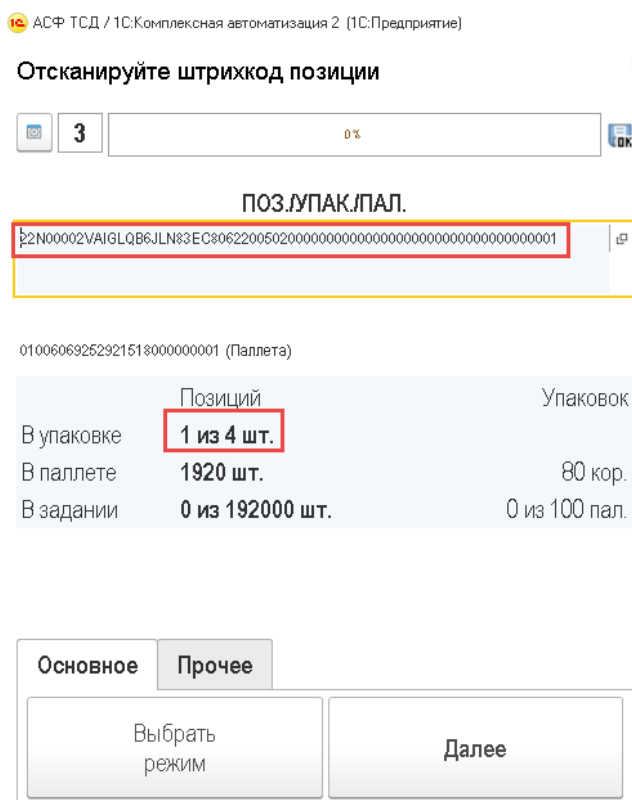 АСФ ТСД / 1С:Комплексная автоматизация 2 (1С:Предприятие)
Отсканируйте штрихкод позиции
3 0% OK
ПОЗ./УПАК./ПАЛ.
22N00002VAIGLQB6JLN83EC80622005020000000000000000000000000000000001
01006069252921518000000001 (Паллета)
Позиций Упаковок
В упаковке 1 из 4 шт.
В паллете 1920 шт. 80 кор.
В задании 0 из 192000 шт. 0 из 100 пал.
Основное Прочее
Выбрать
режим
Далее